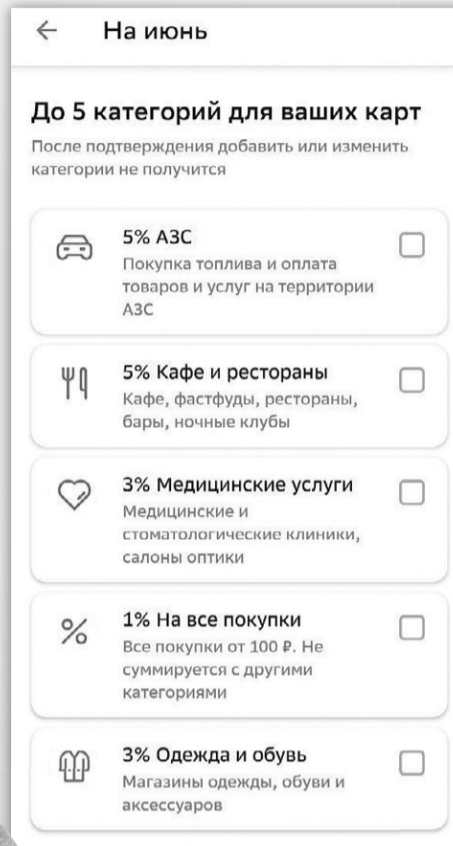 На июнь
До 5 категорий для ваших карт
После подтверждения добавить или изменить
категории не получится
5% АЗС
Покупка топлива и оплата
товаров и услуг на территории
АЗС
5% Кафе и рестораны
Кафе, фастфуды, рестораны,
бары, ночные клубы
3% Медицинские услуги
Медицинские и
стоматологические клиники,
салоны оптики
1% На все покупки
Все покупки от 100 ₽. Не
суммируется с другими
категориями
3% Одежда и обувь
Магазины одежды, обуви и
аксессуаров